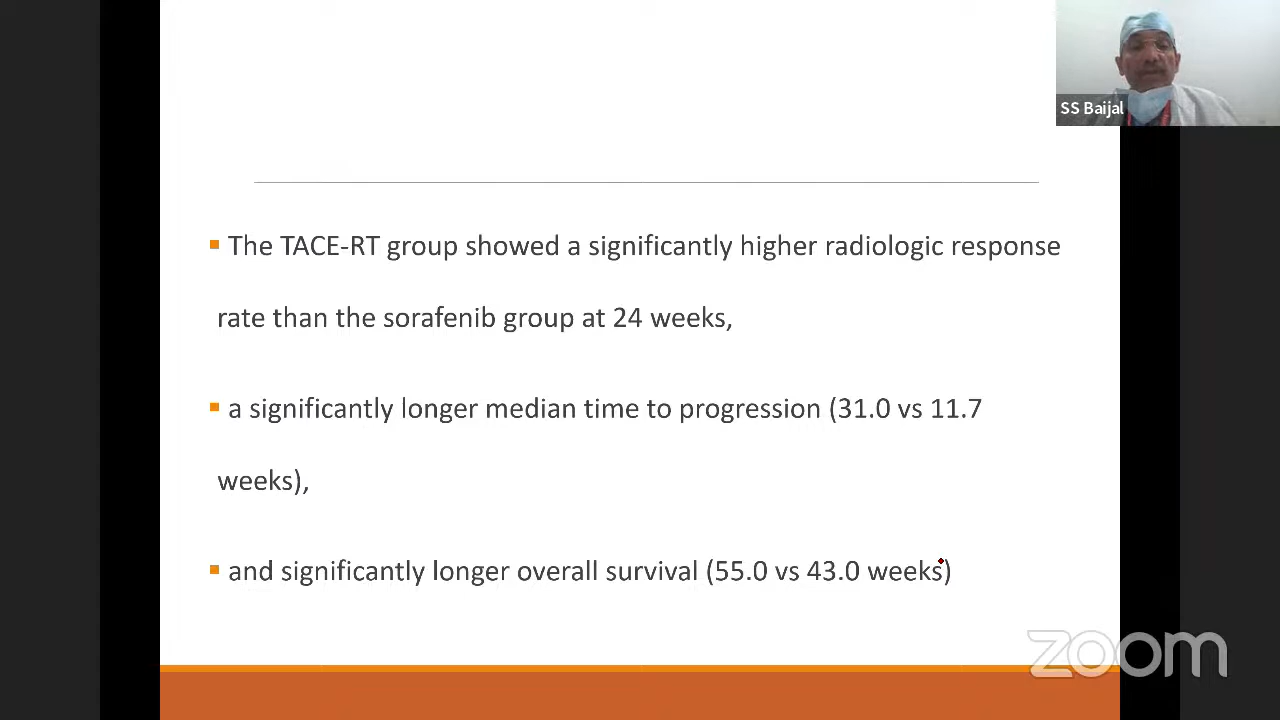 SS Baijal
The TACE-RT group showed a significantly higher radiologic response
rate than the sorafenib group at 24 weeks,
a significantly longer median time to progression (31.0 vs 11.7
weeks),
and significantly longer overall survival (55.0 vs 43.0 weeks)
zoom